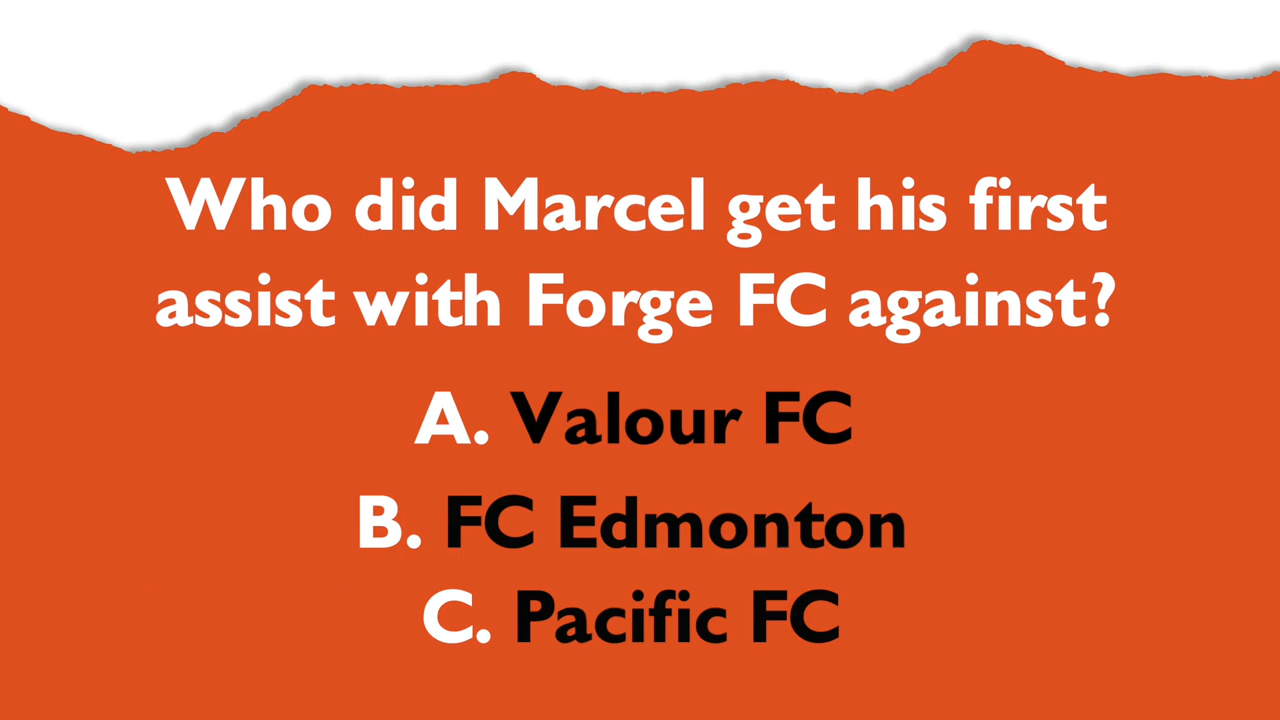 Who did Marcel get his first
assist with Forge FC against?
A. Valour FC
B. FC Edmonton
C. Pacific FC